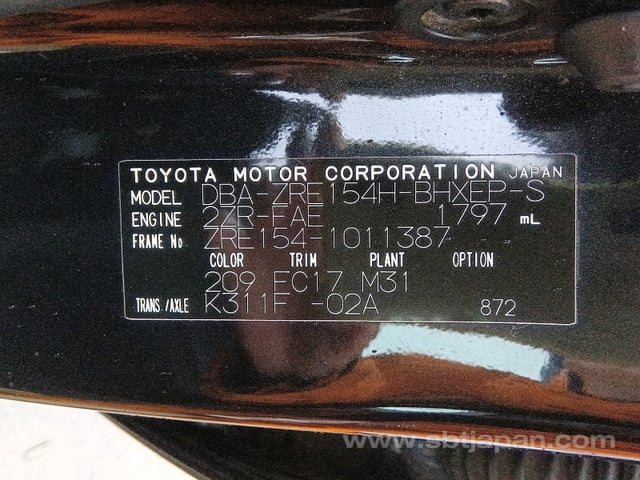 TOYOTA MOTOR CORPORATION JAPAN
MODEL DBA-ZRE154H-BHXEP-S
ENGINE 2ZR-FAE 1797 mL
FRAME No. ZRE154-1011387
COLOR TRIM PLANT OPTION
209 FC17 M31
TRANS./AXLE K311F -02A 872
www.sbtjapan.com